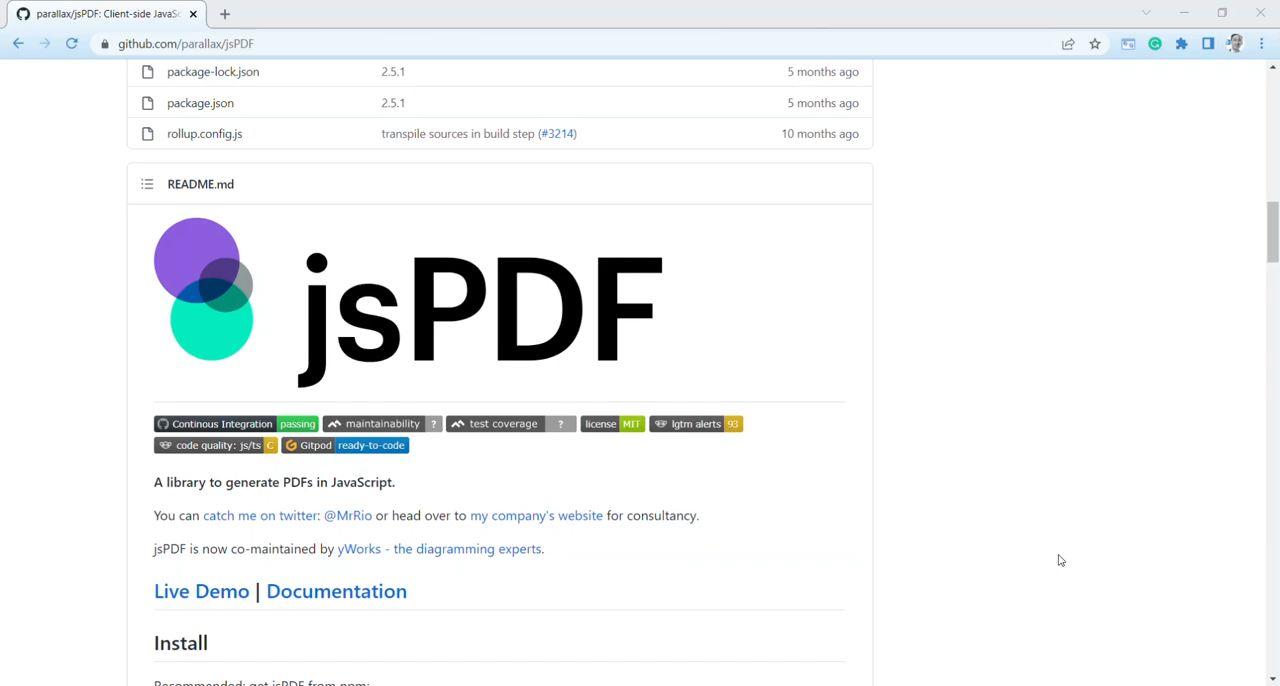 parallax/jsPDF: Client-side JavaSc
github.com/parallax/jsPDF
package-lock.json 2.5.1 5 months ago
package.json 2.5.1 5 months ago
rollup.config.js transpile sources in build step (#3214) 10 months ago
README.md
jsPDF
Continous Integration passing maintainability ? test coverage ? license MIT lgtm alerts 93
code quality: js/ts C Gitpod ready-to-code
A library to generate PDFs in JavaScript.
You can catch me on twitter: @MrRio or head over to my company's website for consultancy.
jsPDF is now co-maintained by yWorks - the diagramming experts.
Live Demo | Documentation
Install
Recommended: get jsPDF from npm: